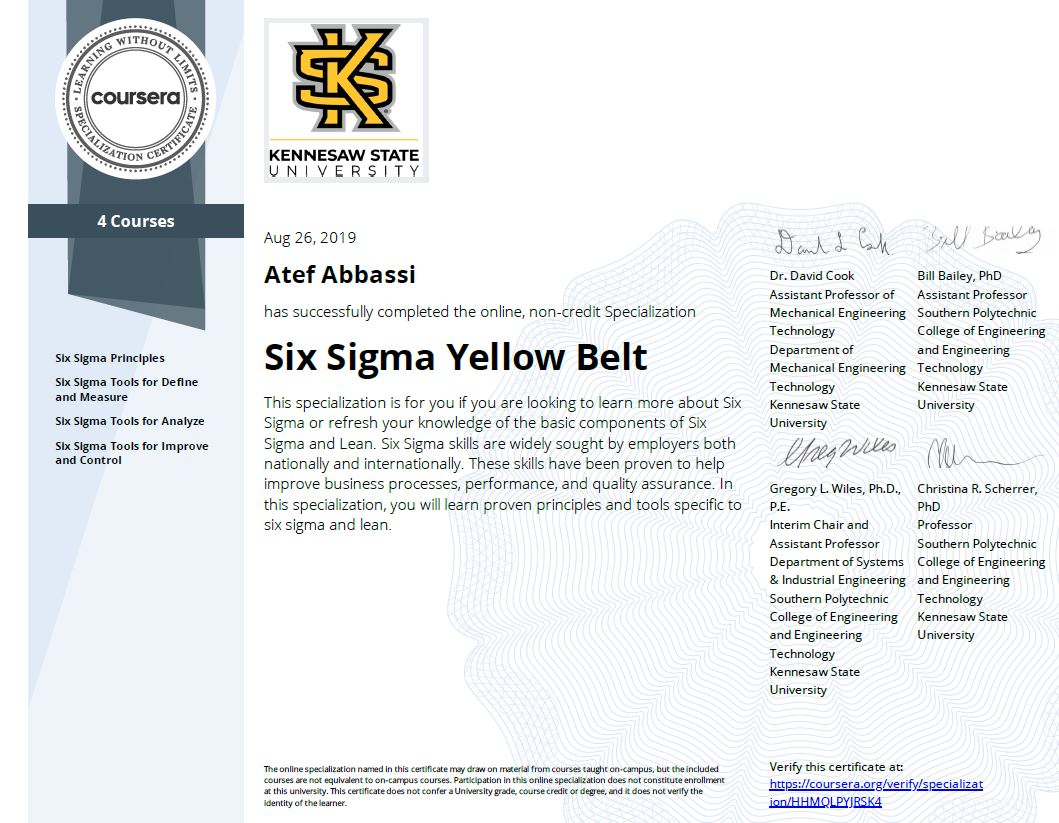 LEARNING WITHOUT LIMITS
coursera
SPECIALIZATION CERTIFICATE
4 Courses
Six Sigma Principles
Six Sigma Tools for Define
and Measure
Six Sigma Tools for Analyze
Six Sigma Tools for Improve
and Control
KS
KENNESAW STATE
UNIVERSITY
Aug 26, 2019
Atef Abbassi
has successfully completed the online, non-credit Specialization
Six Sigma Yellow Belt
This specialization is for you if you are looking to learn more about Six
Sigma or refresh your knowledge of the basic components of Six
Sigma and Lean. Six Sigma skills are widely sought by employers both
nationally and internationally. These skills have been proven to help
improve business processes, performance, and quality assurance. In
this specialization, you will learn proven principles and tools specific to
six sigma and lean.
David L Cook
Dr. David Cook
Assistant Professor of
Mechanical Engineering
Technology
Department of
Mechanical Engineering
Technology
Kennesaw State
University
Bill Bailey
Bill Bailey, PhD
Assistant Professor
Southern Polytechnic
College of Engineering
and Engineering
Technology
Kennesaw State
University
Greg Wiles
Gregory L. Wiles, Ph.D.,
P.E.
Interim Chair and
Assistant Professor
Department of Systems
& Industrial Engineering
Southern Polytechnic
College of Engineering
and Engineering
Technology
Kennesaw State
University
Christina R. Scherrer,
PhD
Professor
Southern Polytechnic
College of Engineering
and Engineering
Technology
Kennesaw State
University
The online specialization named in this certificate may draw on material from courses taught on-campus, but the included
courses are not equivalent to on-campus courses. Participation in this online specialization does not constitute enrollment
at this university. This certificate does not confer a University grade, course credit or degree, and it does not verify the
identity of the learner.
Verify this certificate at:
https://coursera.org/verify/specializat
ion/HHMQLPYJRSK4